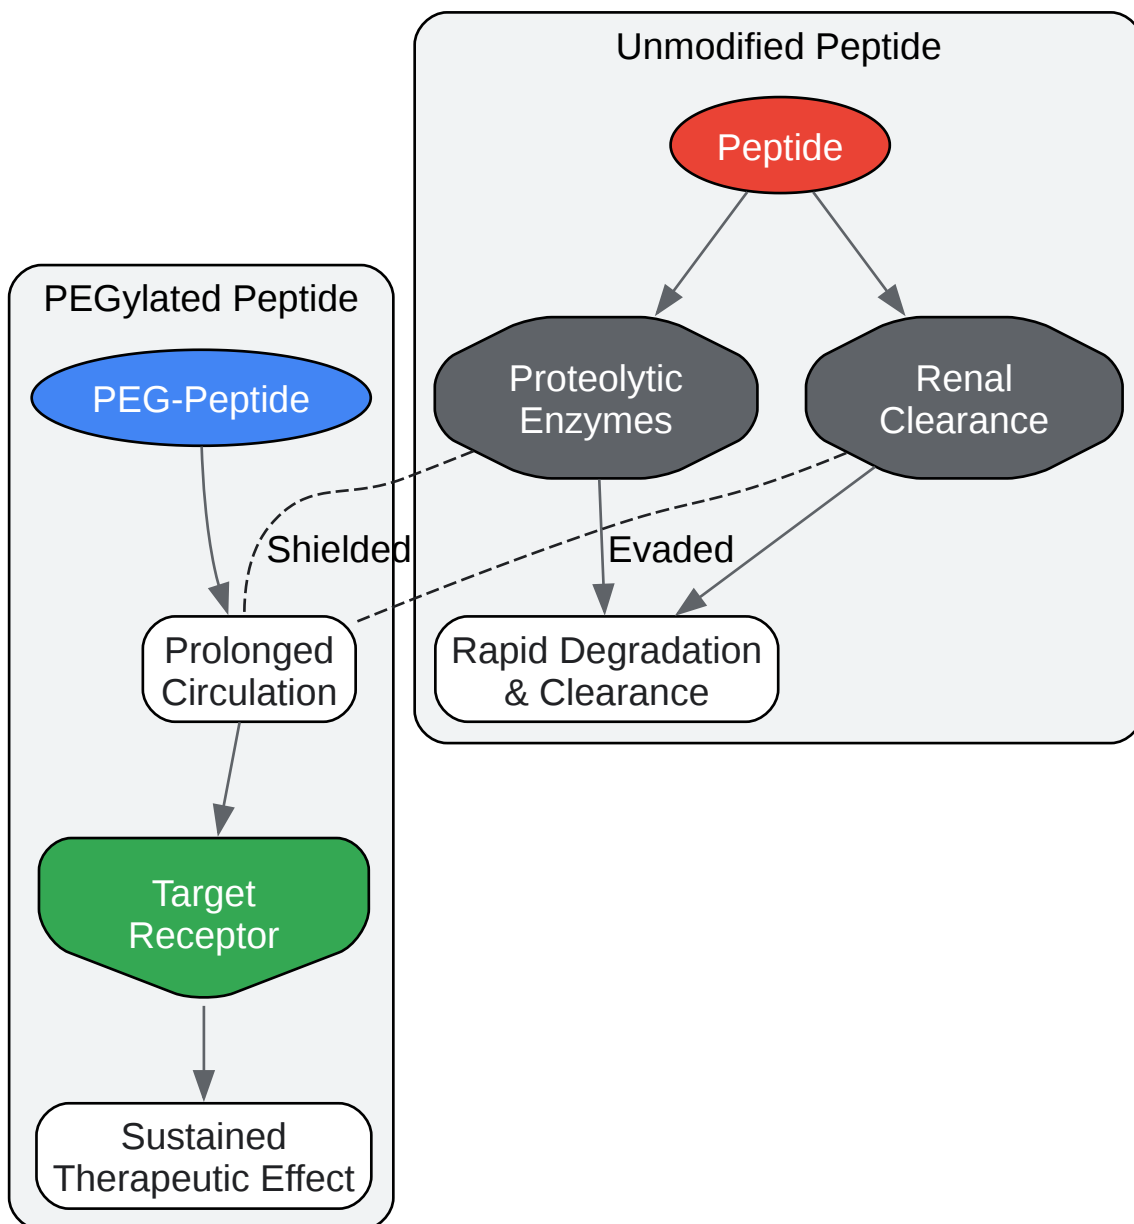 Unmodified Peptide
Peptide
Proteolytic
Enzymes
Renal
Clearance
Evaded
Rapid Degradation
& Clearance
PEGylated Peptide
PEG-Peptide
Shielded
Prolonged
Circulation
Target
Receptor
Sustained
Therapeutic Effect